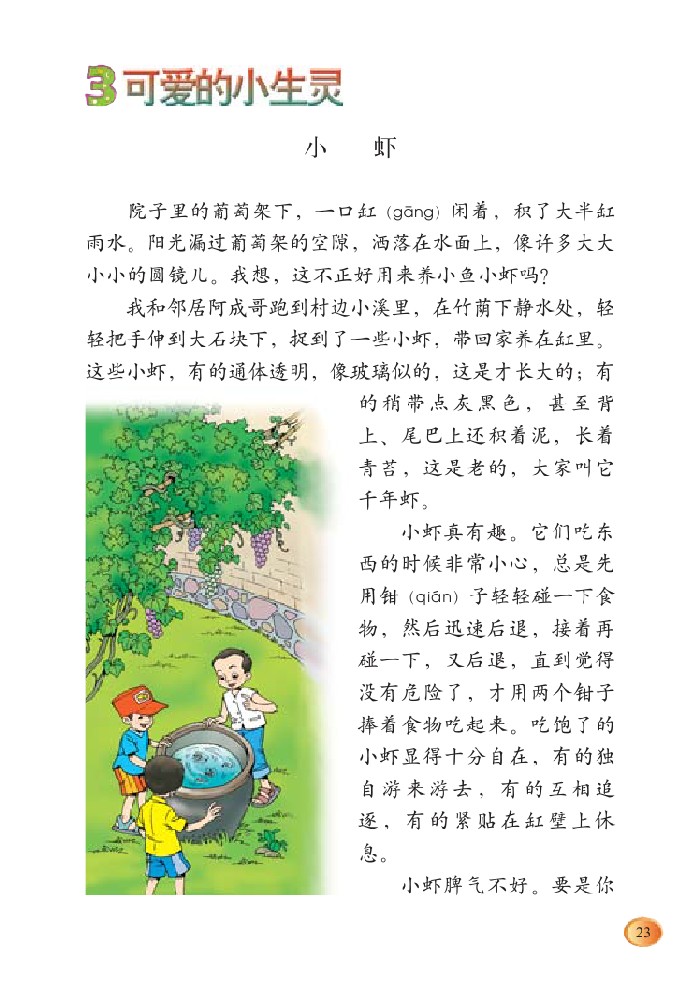 3可爱的小生灵
小 虾
院子里的葡萄架下，一口缸（gāng）闲着，积了大半缸
雨水。阳光漏过葡萄架的空隙，洒落在水面上，像许多大大
小小的圆镜儿。我想，这不正好用来养小鱼小虾吗？
我和邻居阿成哥跑到村边小溪里，在竹荫下静水处，轻
轻把手伸到大石块下，捉到了一些小虾，带回家养在缸里。
这些小虾，有的通体透明，像玻璃似的，这是才长大的；有
的稍带点灰黑色，甚至背
上、尾巴上还积着泥，长着
青苔，这是老的，大家叫它
千年虾。
小虾真有趣。它们吃东
西的时候非常小心，总是先
用钳（qián）子轻轻碰一下食
物，然后迅速后退，接着再
碰一下，又后退，直到觉得
没有危险了，才用两个钳子
捧着食物吃起来。吃饱了的
小虾显得十分自在，有的独
自游来游去，有的互相追
逐，有的紧贴在缸壁上休
息。
小虾脾气不好。要是你
23